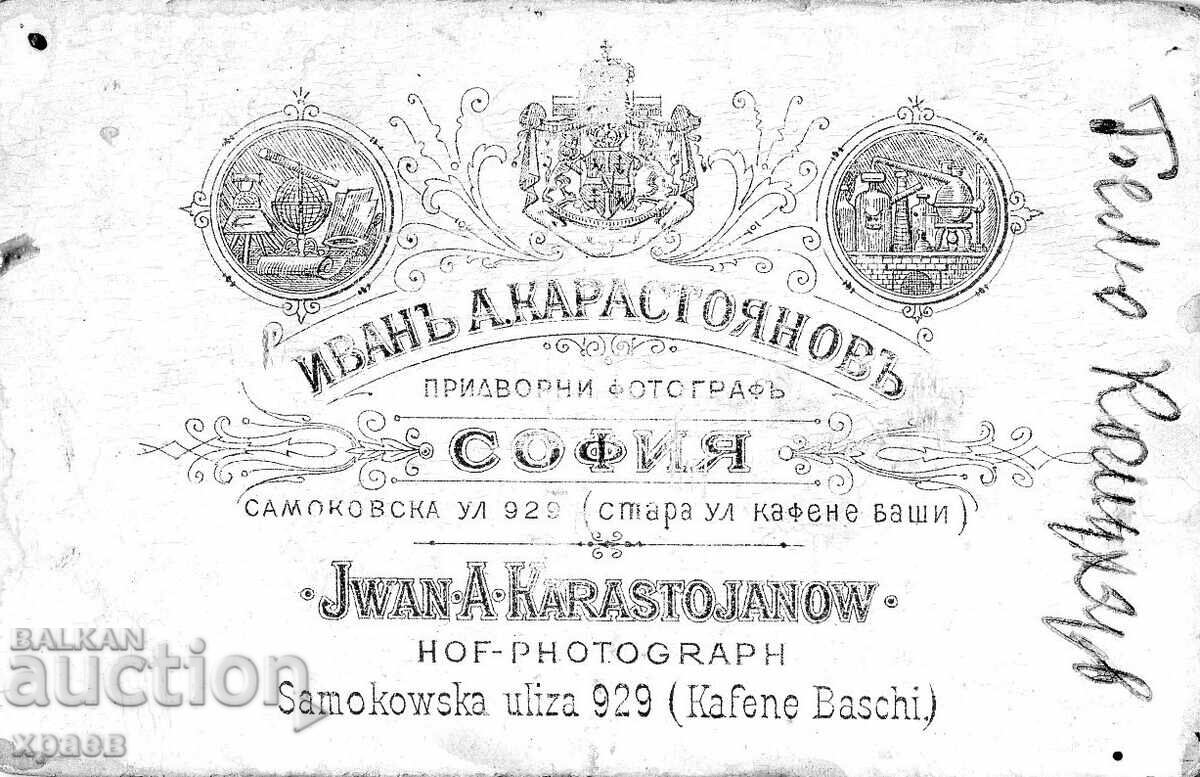 ИВАНЪ А. КАРАСТОЯНОВЪ
ПРИДВОРНИ ФОТОГРАФЪ
СОФИЯ
САМОКОВСКА УЛ 929 (стара ул кафене баши)
JWAN·A·KARASTOJANOW
HOF-PHOTOGRAPH
Samokowska uliza 929 (Kafene Baschi.)
BALKAN
auction
храев